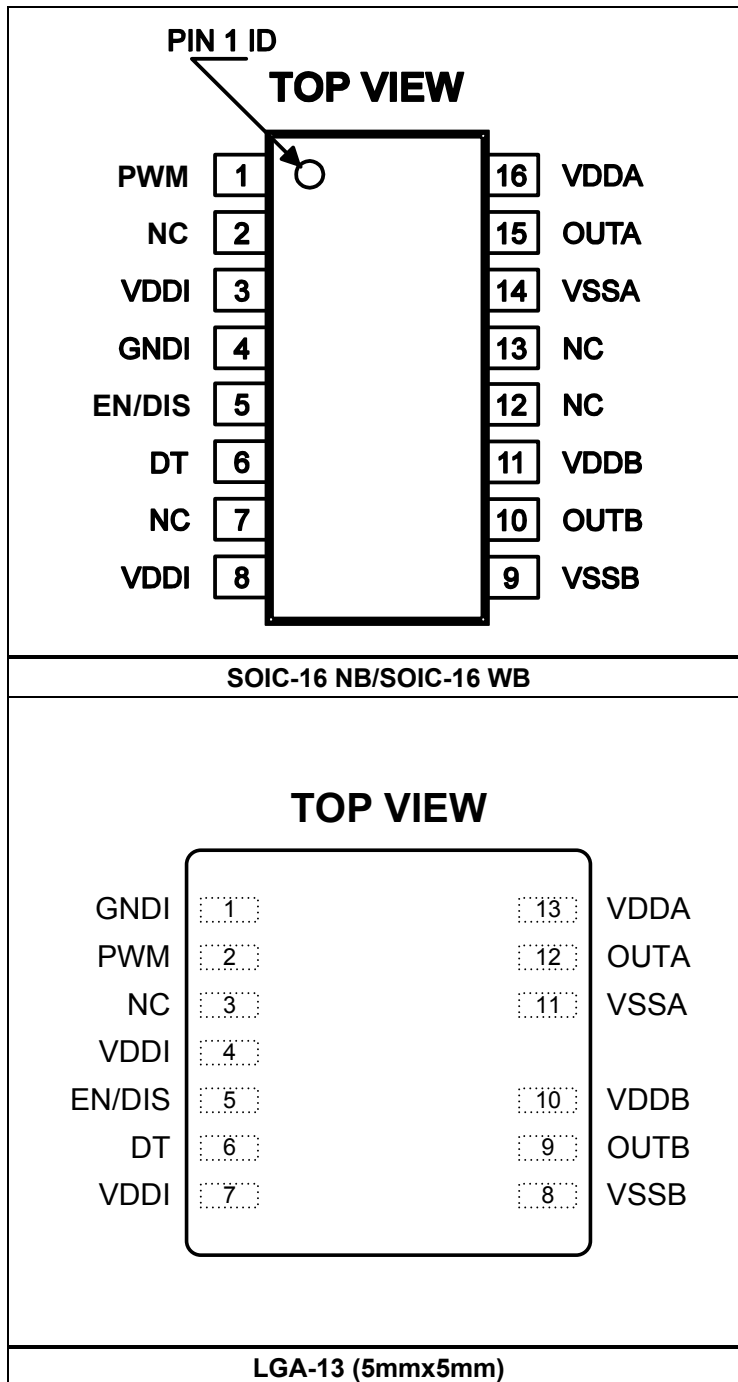 PIN 1 ID
TOP VIEW
PWM 1 16 VDDA
NC 2 15 OUTA
VDDI 3 14 VSSA
GNDI 4 13 NC
EN/DIS 5 12 NC
DT 6 11 VDDB
NC 7 10 OUTB
VDDI 8 9 VSSB
SOIC-16 NB/SOIC-16 WB
TOP VIEW
GNDI 1 13 VDDA
PWM 2 12 OUTA
NC 3 11 VSSA
VDDI 4
EN/DIS 5 10 VDDB
DT 6 9 OUTB
VDDI 7 8 VSSB
LGA-13 (5mmx5mm)